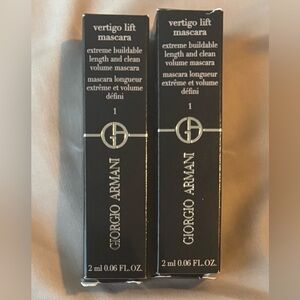 vertigo lift
mascara
extreme buildable
length and clean
volume mascara
mascara longueur
extrême et volume
défini
1
GIORGIO ARMANI
2 ml 0.06 FL.OZ.
vertigo lift
mascara
extreme buildable
length and clean
volume mascara
mascara longueur
extrême et volume
défini
1
GIORGIO ARMANI
2 ml 0.06 FL.OZ.